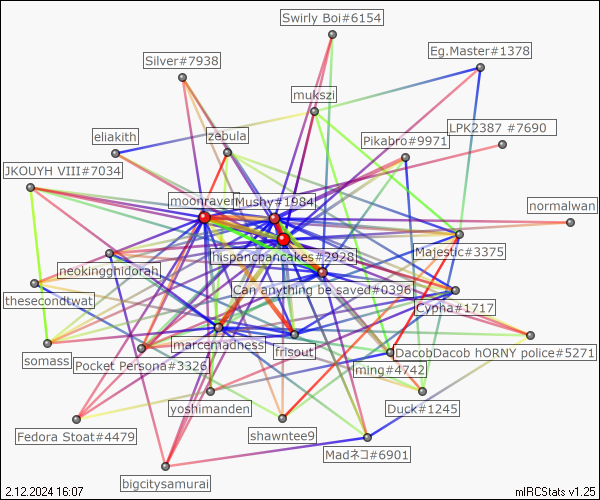 Swirly Boi#6154
Eg.Master#1378
Silver#7938
mukszi
LPK2387 #7690
eliakith
zebula
Pikabro#9971
JKOUYH VIII#7034
moonraven
Mushy#1984
normalwan
Majestic#3375
hispancpancakes#2928
neokingghidorah
Can anything be saved#0396
thesecondtwat
Cypha#1717
marcemadness
frisout
DacobDacob hORNY police#5271
somass
Pocket Persona#3326
ming#4742
yoshimanden
Duck#1245
Fedora Stoat#4479
shawntee9
Madネコ#6901
bigcitysamurai
2.12.2024 16:07
mIRCStats v1.25